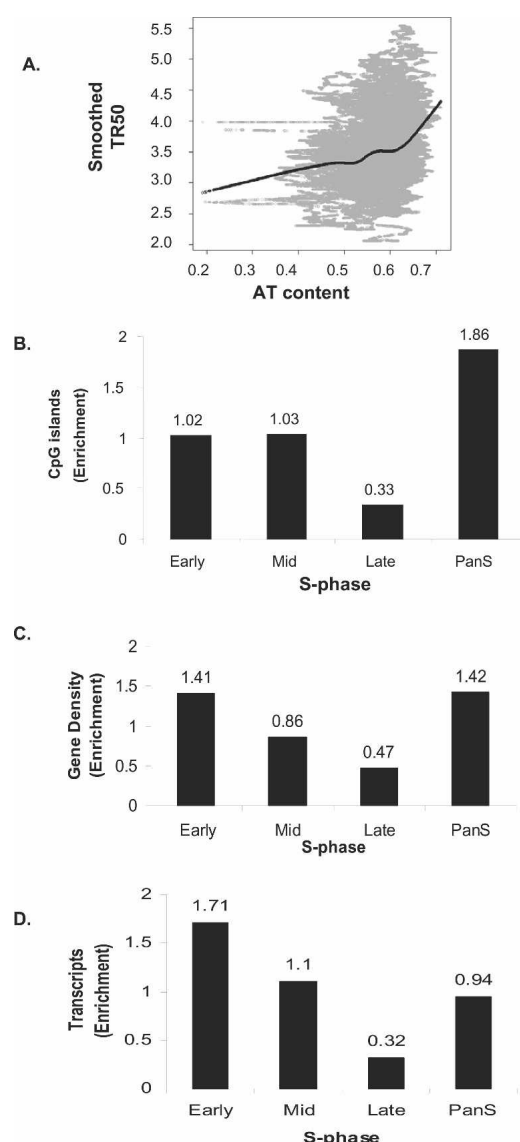 A.
Smoothed
TR50
5.5
5.0
4.5
4.0
3.5
3.0
2.5
2.0
0.2 0.3 0.4 0.5 0.6 0.7
AT content
B.
CpG islands
(Enrichment)
2
1.5
1
0.5
0
1.02
1.03
0.33
1.86
Early Mid Late PanS
S-phase
C.
Gene Density
(Enrichment)
2
1.5
1
0.5
0
1.41
0.86
0.47
1.42
Early Mid Late PanS
S-phase
D.
Transcripts
(Enrichment)
2
1.5
1
0.5
0
1.71
1.1
0.32
0.94
Early Mid Late PanS
S-phase